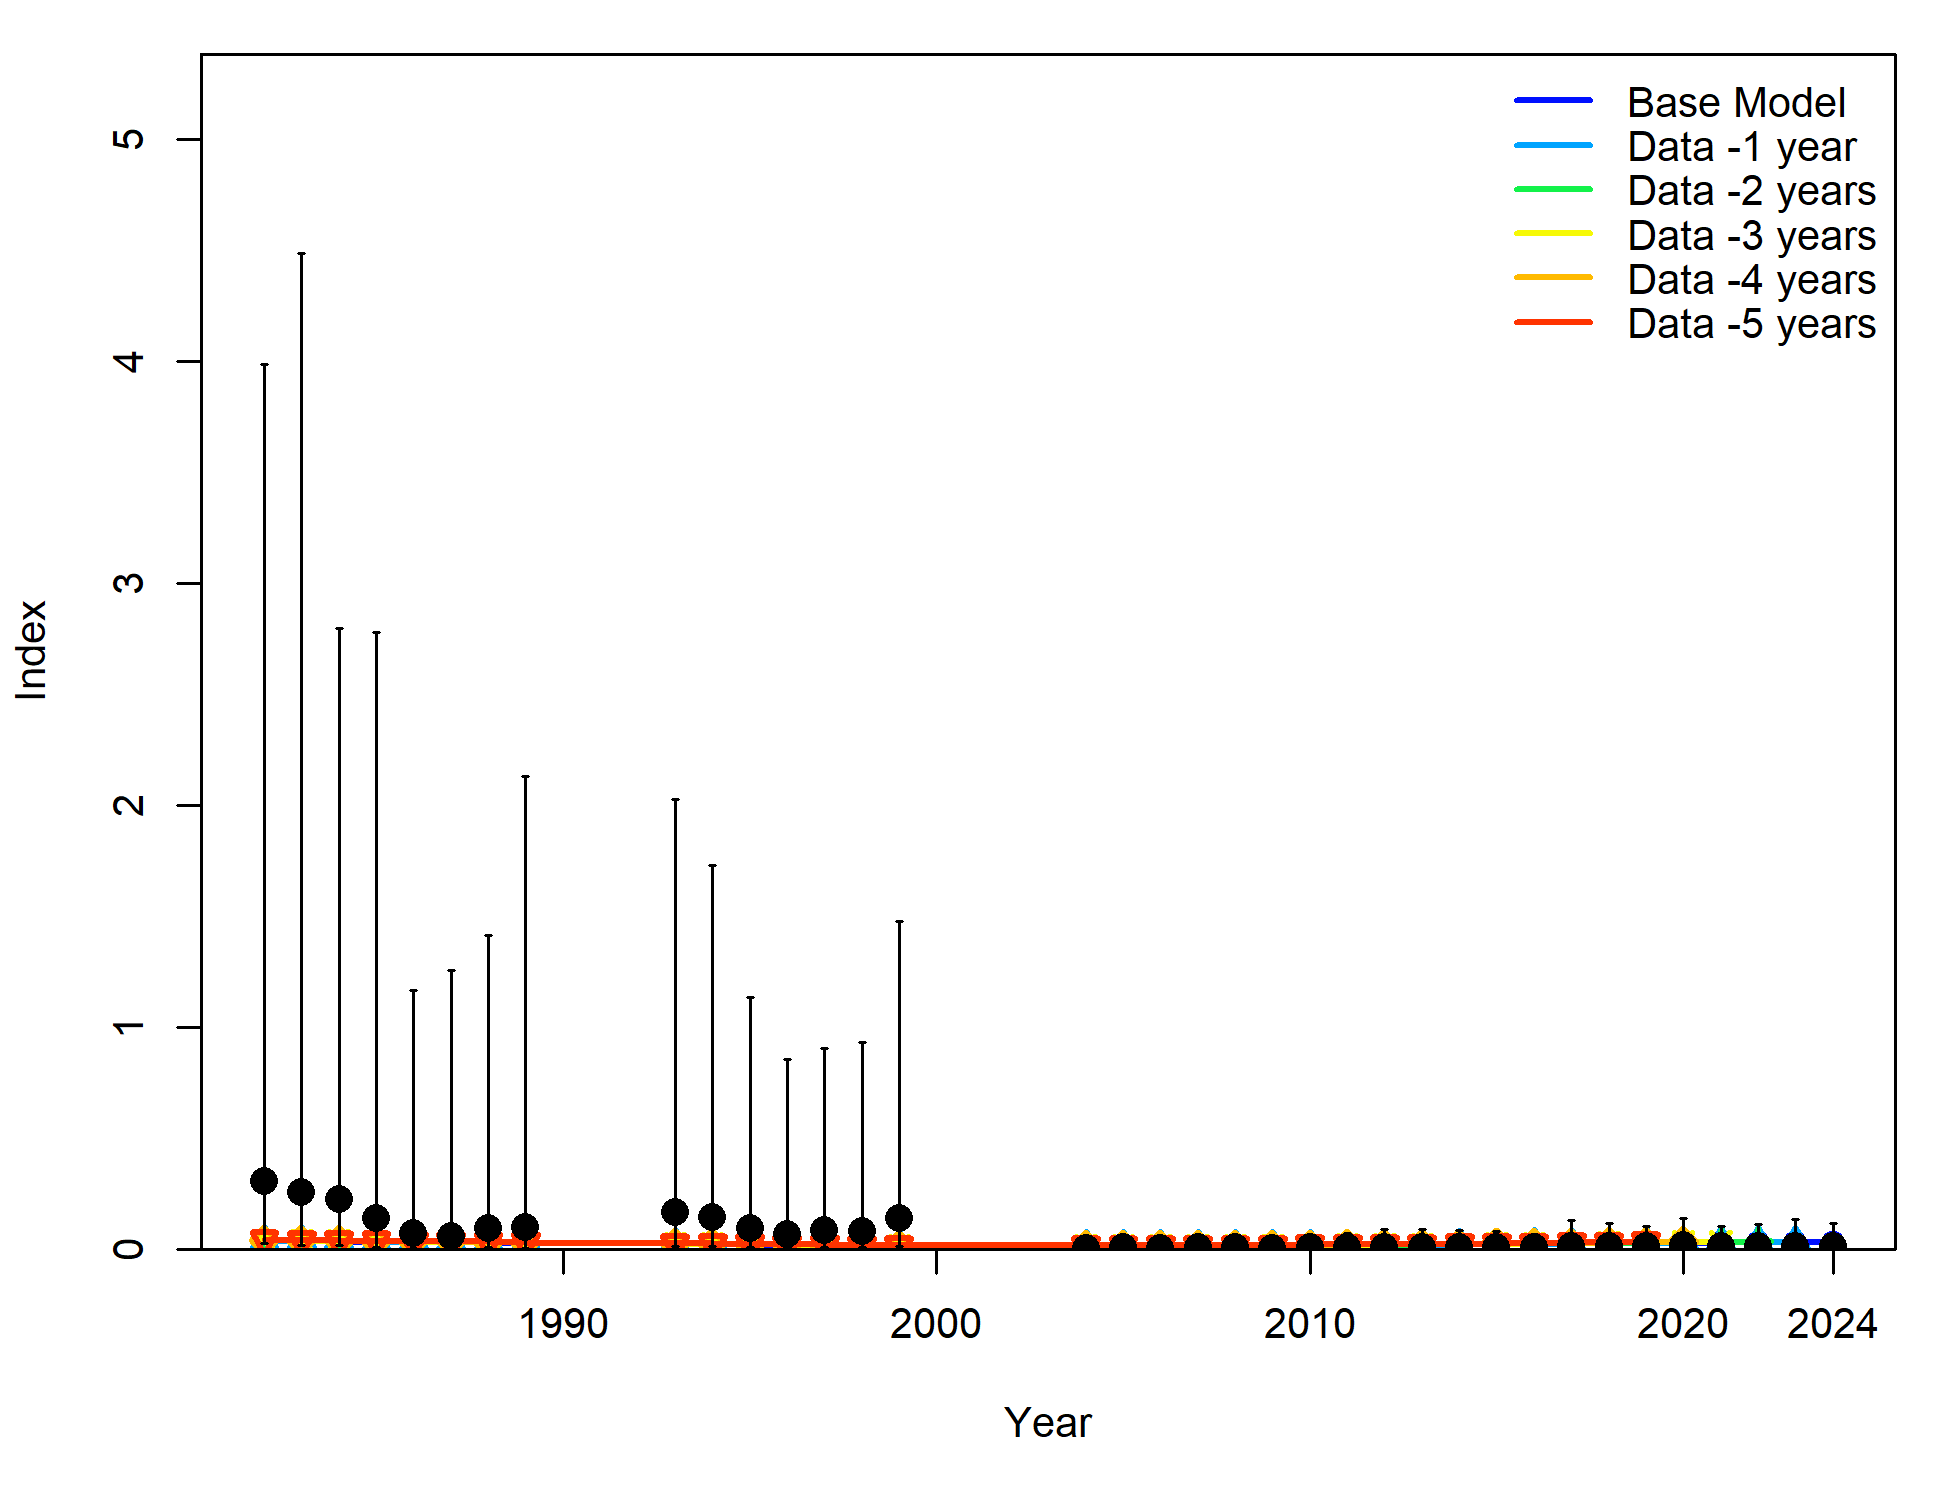 Base Model
Data -1 year
Data -2 years
Data -3 years
Data -4 years
Data -5 years
5
4
3
2
1
0
Index
1990 2000 2010 2020 2024
Year